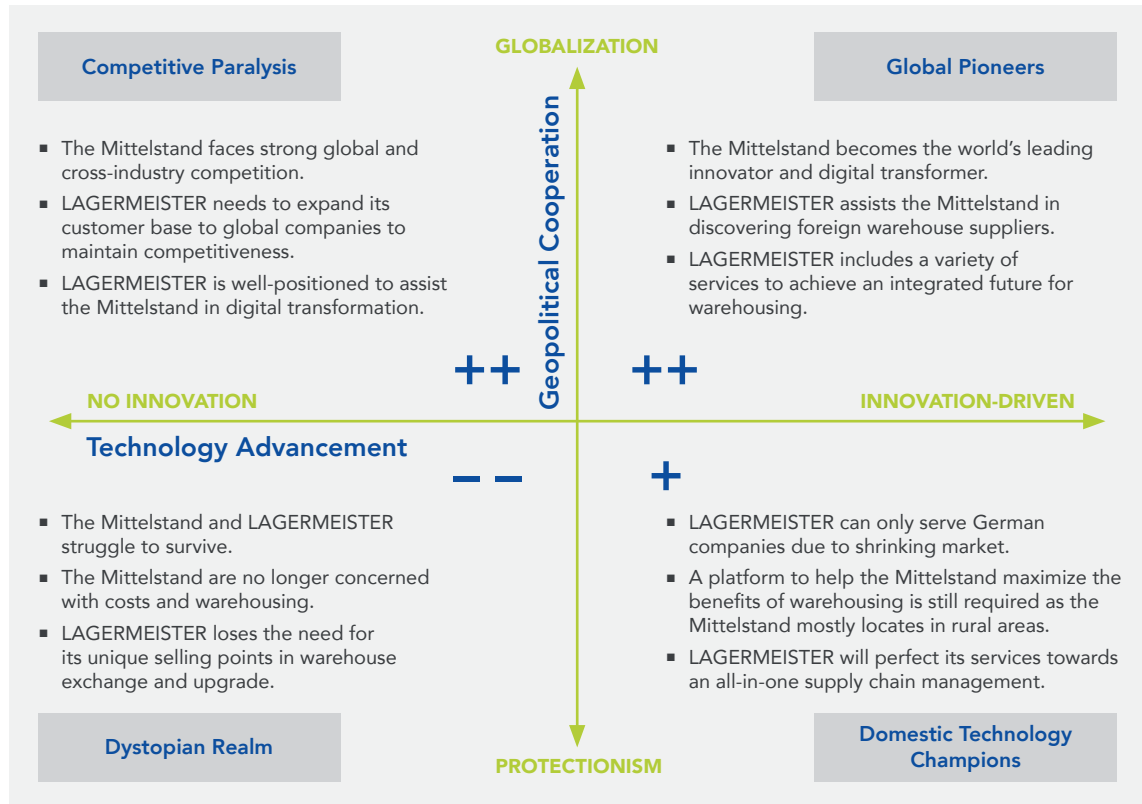 GLOBALIZATION
Competitive Paralysis
Global Pioneers
▪ The Mittelstand faces strong global and
cross-industry competition.
▪ LAGERMEISTER needs to expand its
customer base to global companies to
maintain competitiveness.
▪ LAGERMEISTER is well-positioned to assist
the Mittelstand in digital transformation.
Geopolitical Cooperation
▪ The Mittelstand becomes the world’s leading
innovator and digital transformer.
▪ LAGERMEISTER assists the Mittelstand in
discovering foreign warehouse suppliers.
▪ LAGERMEISTER includes a variety of
services to achieve an integrated future for
warehousing.
++
++
NO INNOVATION
INNOVATION-DRIVEN
Technology Advancement
– –
+
▪ The Mittelstand and LAGERMEISTER
struggle to survive.
▪ The Mittelstand are no longer concerned
with costs and warehousing.
▪ LAGERMEISTER loses the need for
its unique selling points in warehouse
exchange and upgrade.
▪ LAGERMEISTER can only serve German
companies due to shrinking market.
▪ A platform to help the Mittelstand maximize the
benefits of warehousing is still required as the
Mittelstand mostly locates in rural areas.
▪ LAGERMEISTER will perfect its services towards
an all-in-one supply chain management.
Dystopian Realm
Domestic Technology
Champions
PROTECTIONISM